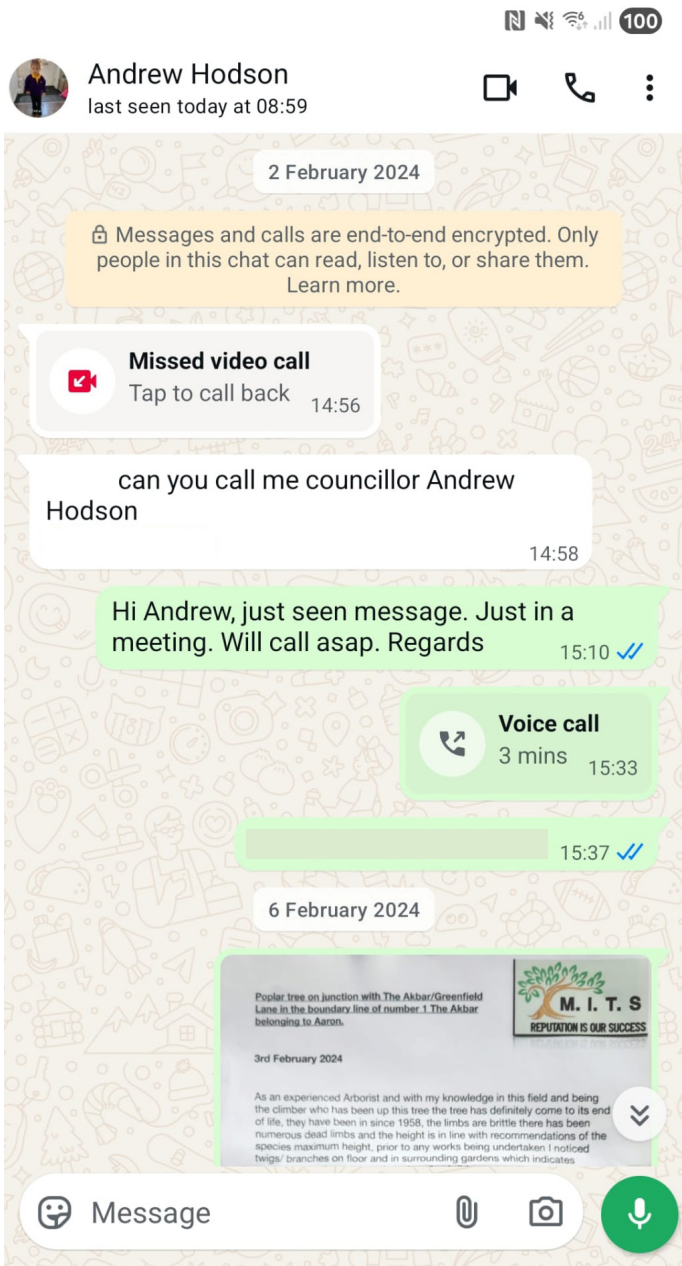 100
Andrew Hodson
last seen today at 08:59
2 February 2024
Messages and calls are end-to-end encrypted. Only
people in this chat can read, listen to, or share them.
Learn more.
Missed video call
Tap to call back 14:56
can you call me councillor Andrew
Hodson
14:58
Hi Andrew, just seen message. Just in a
meeting. Will call asap. Regards 15:10
Voice call
3 mins 15:33
15:37
6 February 2024
M. I. T. S
REPUTATION IS OUR SUCCESS
Poplar tree on junction with The Akbar/Greenfield
Lane in the boundary line of number 1 The Akbar
belonging to Aaron.
3rd February 2024
As an experienced Arborist and with my knowledge in this field and being
the climber who has been up this tree the tree has definitely come to its end
of life, they have been in since 1958, the limbs are brittle there has been
numerous dead limbs and the height is in line with recommendations of the
species maximum height, prior to any works being undertaken I noticed
twigs/ branches on floor and in surrounding gardens which indicates
Message